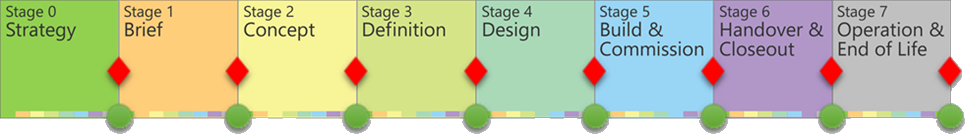 Stage 0
Strategy
Stage 1
Brief
Stage 2
Concept
Stage 3
Definition
Stage 4
Design
Stage 5
Build &
Commission
Stage 6
Handover &
Closeout
Stage 7
Operation &
End of Life